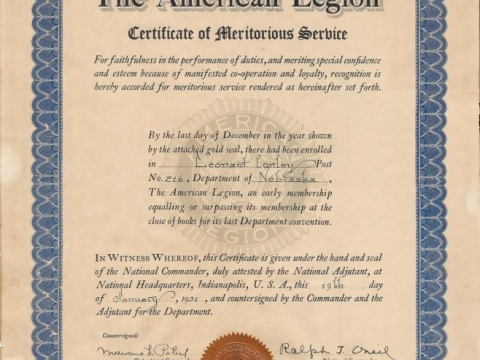 The American Legion
Certificate of Meritorious Service
For faithfulness in the performance of duties, and meriting special confidence
and esteem because of manifested co-operation and loyalty, recognition is
hereby accorded for meritorious service rendered as hereinafter set forth.
By the last day of December in the year shown
by the attached gold seal, there had been enrolled
in Leonard Conley Post
No. 216, Department of Nebraska,
The American Legion, an early membership
equalling or surpassing its membership at the
close of books for its last Department convention.
IN WITNESS WHEREOF, this Certificate is given under the hand and seal
of the National Commander, duly attested by the National Adjutant, at
National Headquarters, Indianapolis, U. S. A., this 19th day
of January, 1931, and countersigned by the Commander and the
Adjutant for the Department.
Countersigned:
Ralph T. O'Neil